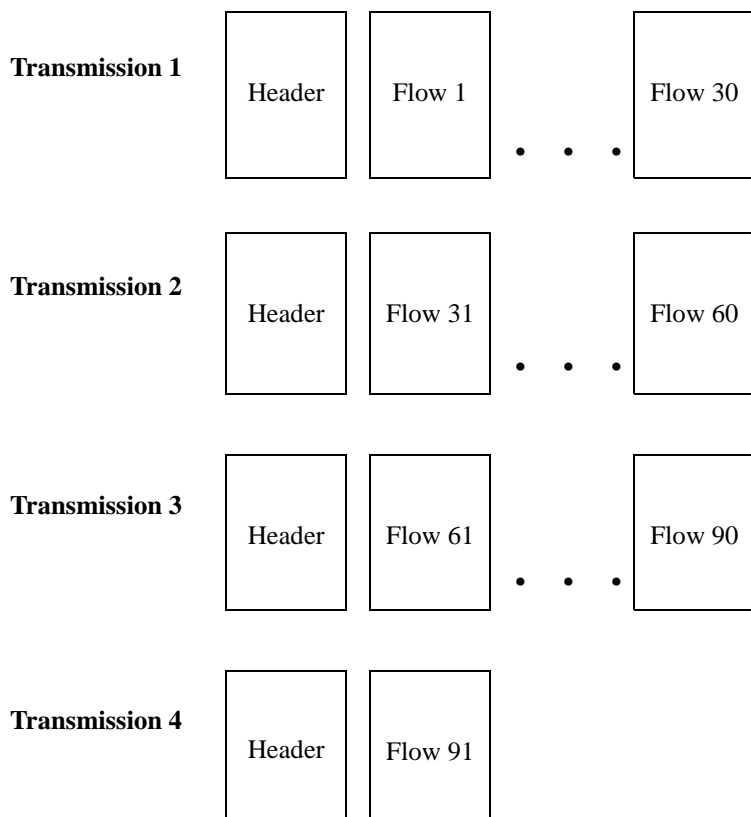 Transmission 1
Header
Flow 1
. . .
Flow 30
Transmission 2
Header
Flow 31
. . .
Flow 60
Transmission 3
Header
Flow 61
. . .
Flow 90
Transmission 4
Header
Flow 91